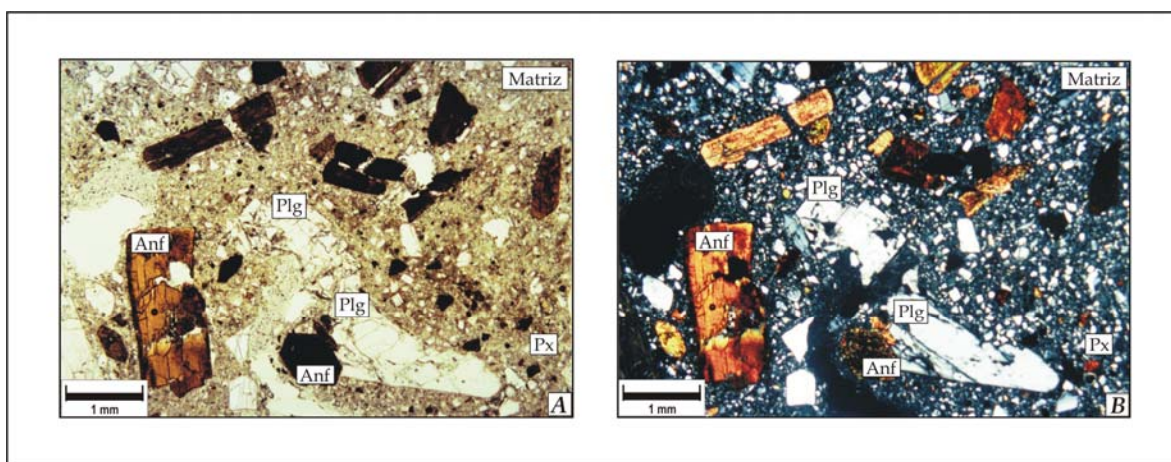 Matriz
Plg
Anf
Plg
Px
Anf
1 mm
A
Matriz
Plg
Anf
Plg
Px
Anf
1 mm
B